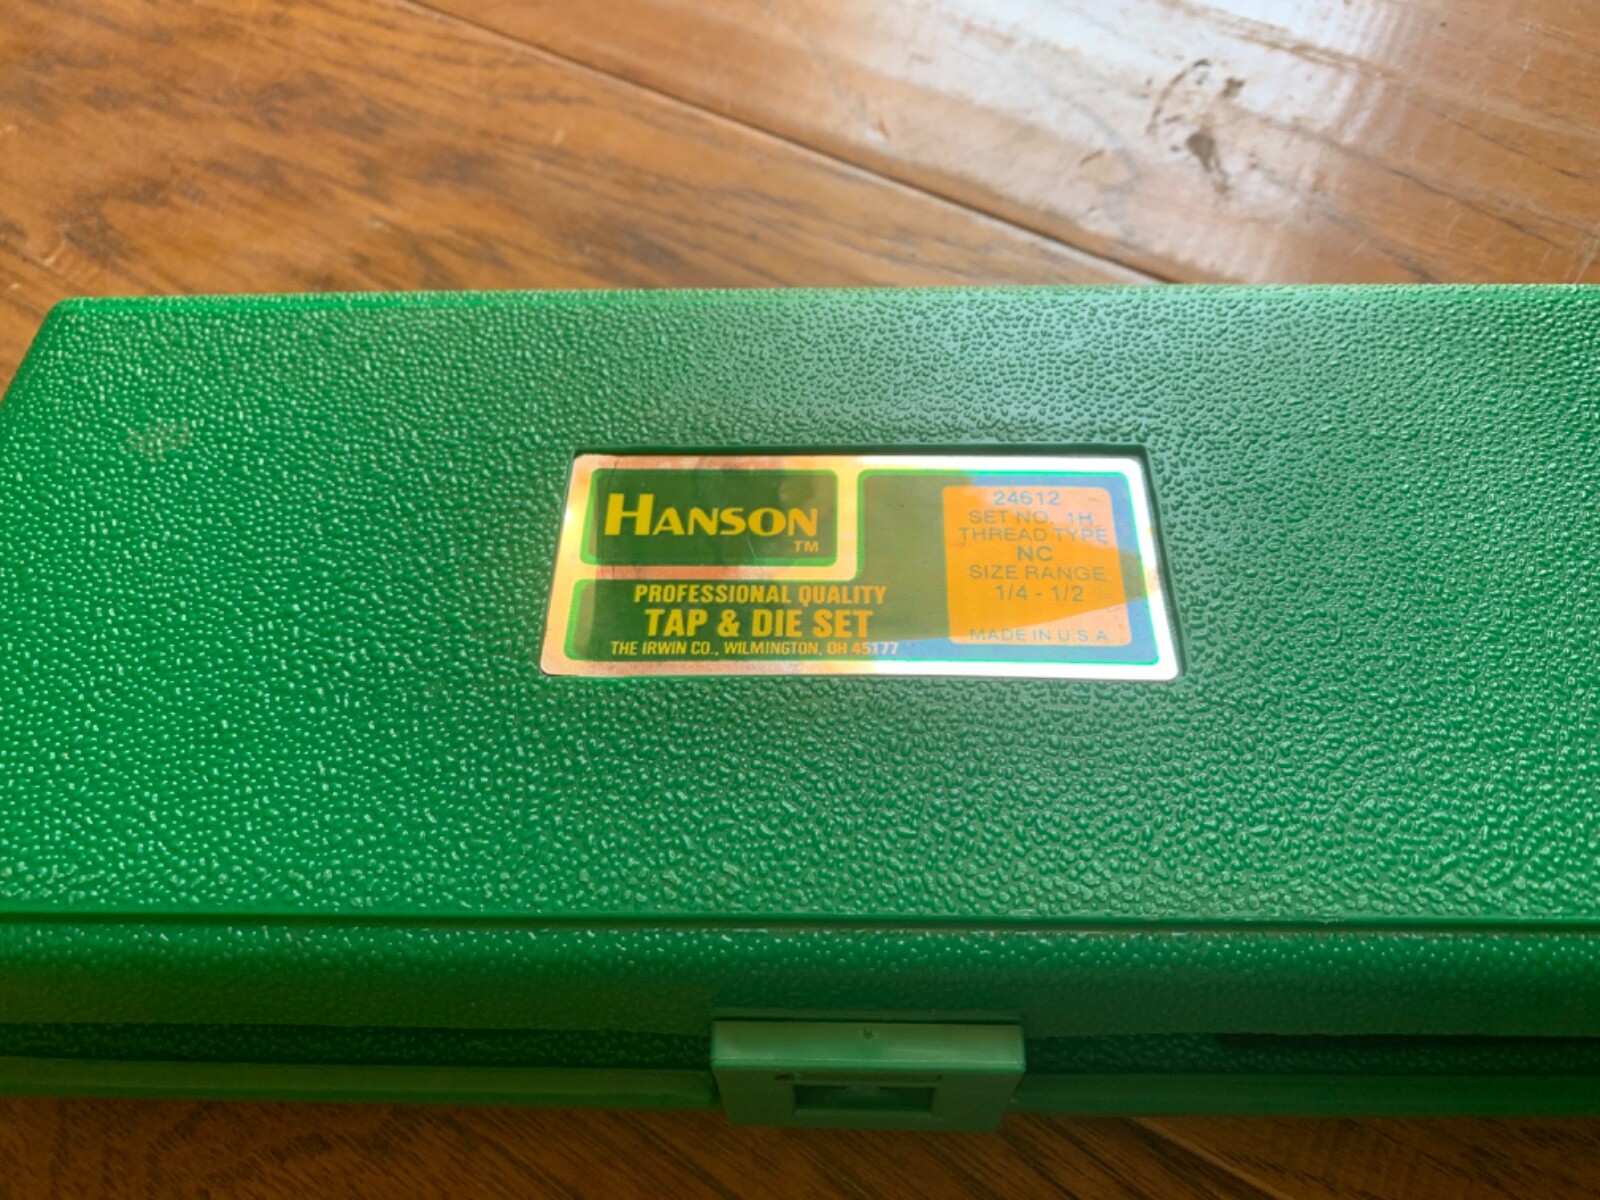 HANSON
TM
PROFESSIONAL QUALITY
TAP & DIE SET
THE IRWIN CO., WILMINGTON, OH 45177
24612
SET NO. 1H
THREAD TYPE
NC
SIZE RANGE
1/4 - 1/2
MADE IN U.S.A.